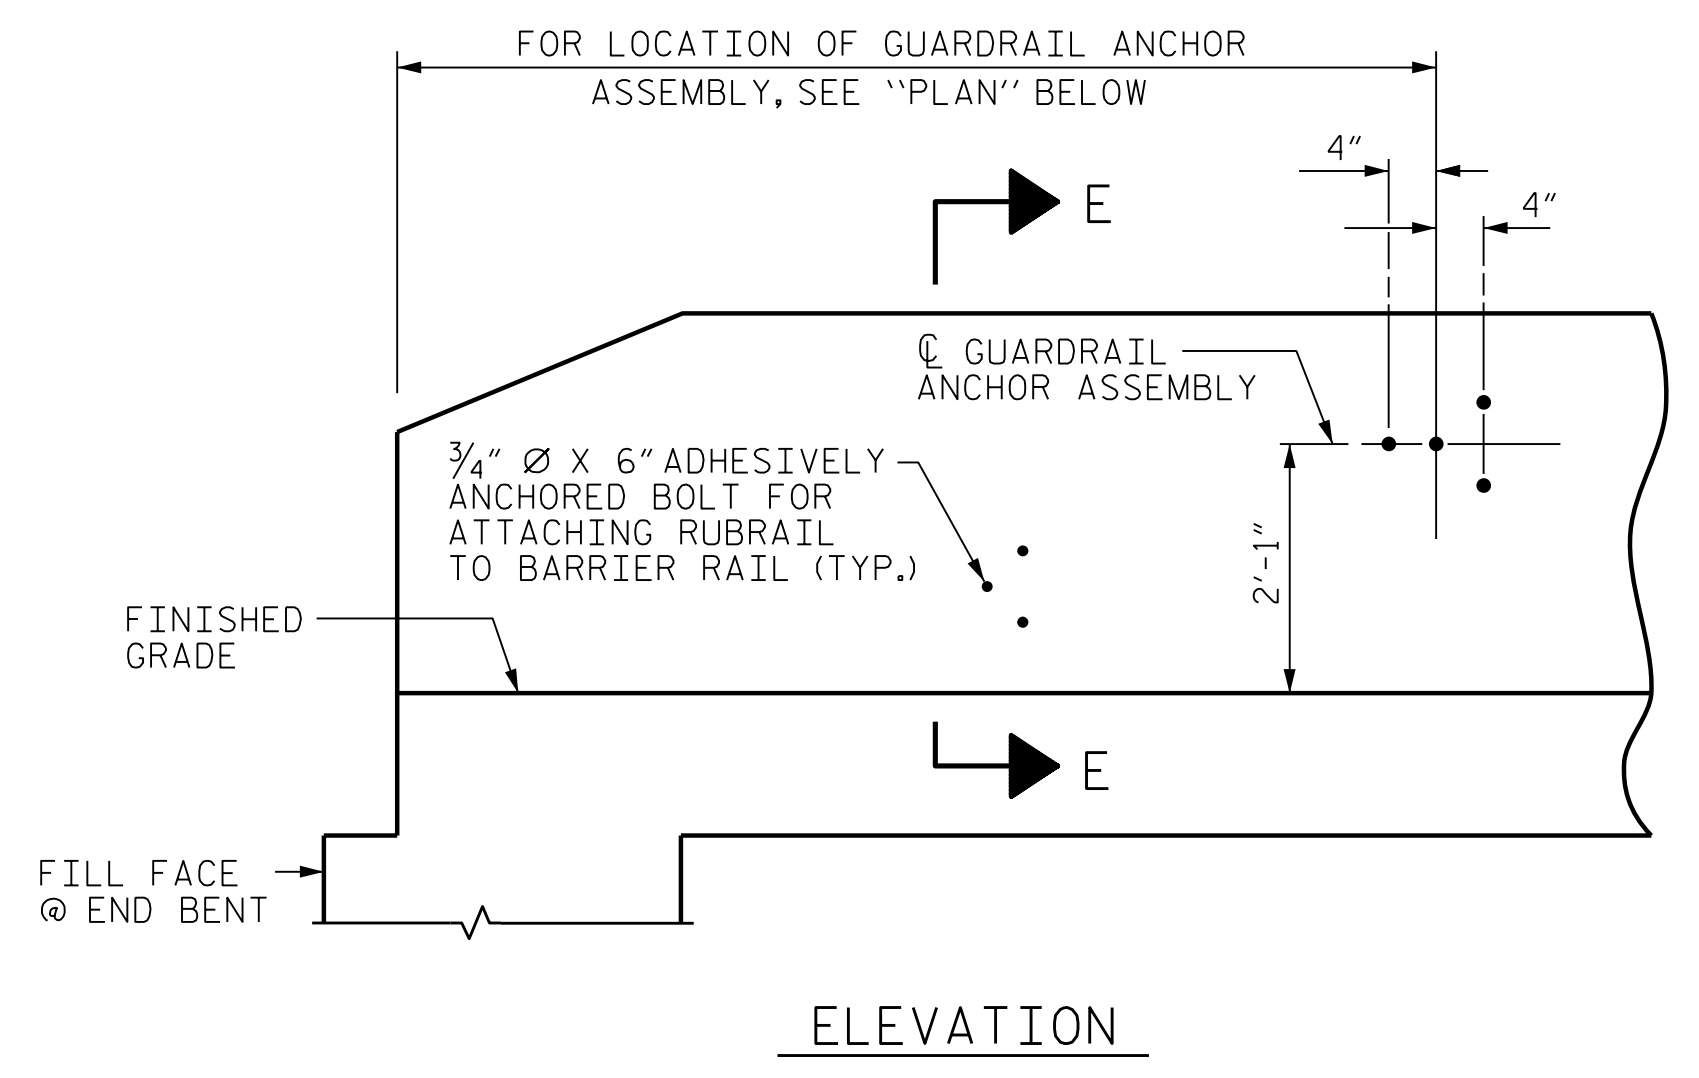 FOR LOCATION OF GUARDRAIL ANCHOR
ASSEMBLY, SEE ‶PLAN″ BELOW
4″
4″
E
℄ GUARDRAIL
ANCHOR ASSEMBLY
3/4″ Ø X 6″ ADHESIVELY
ANCHORED BOLT FOR
ATTACHING RUBRAIL
TO BARRIER RAIL (TYP.)
2′-1″
FINISHED
GRADE
E
FILL FACE
@ END BENT
ELEVATION